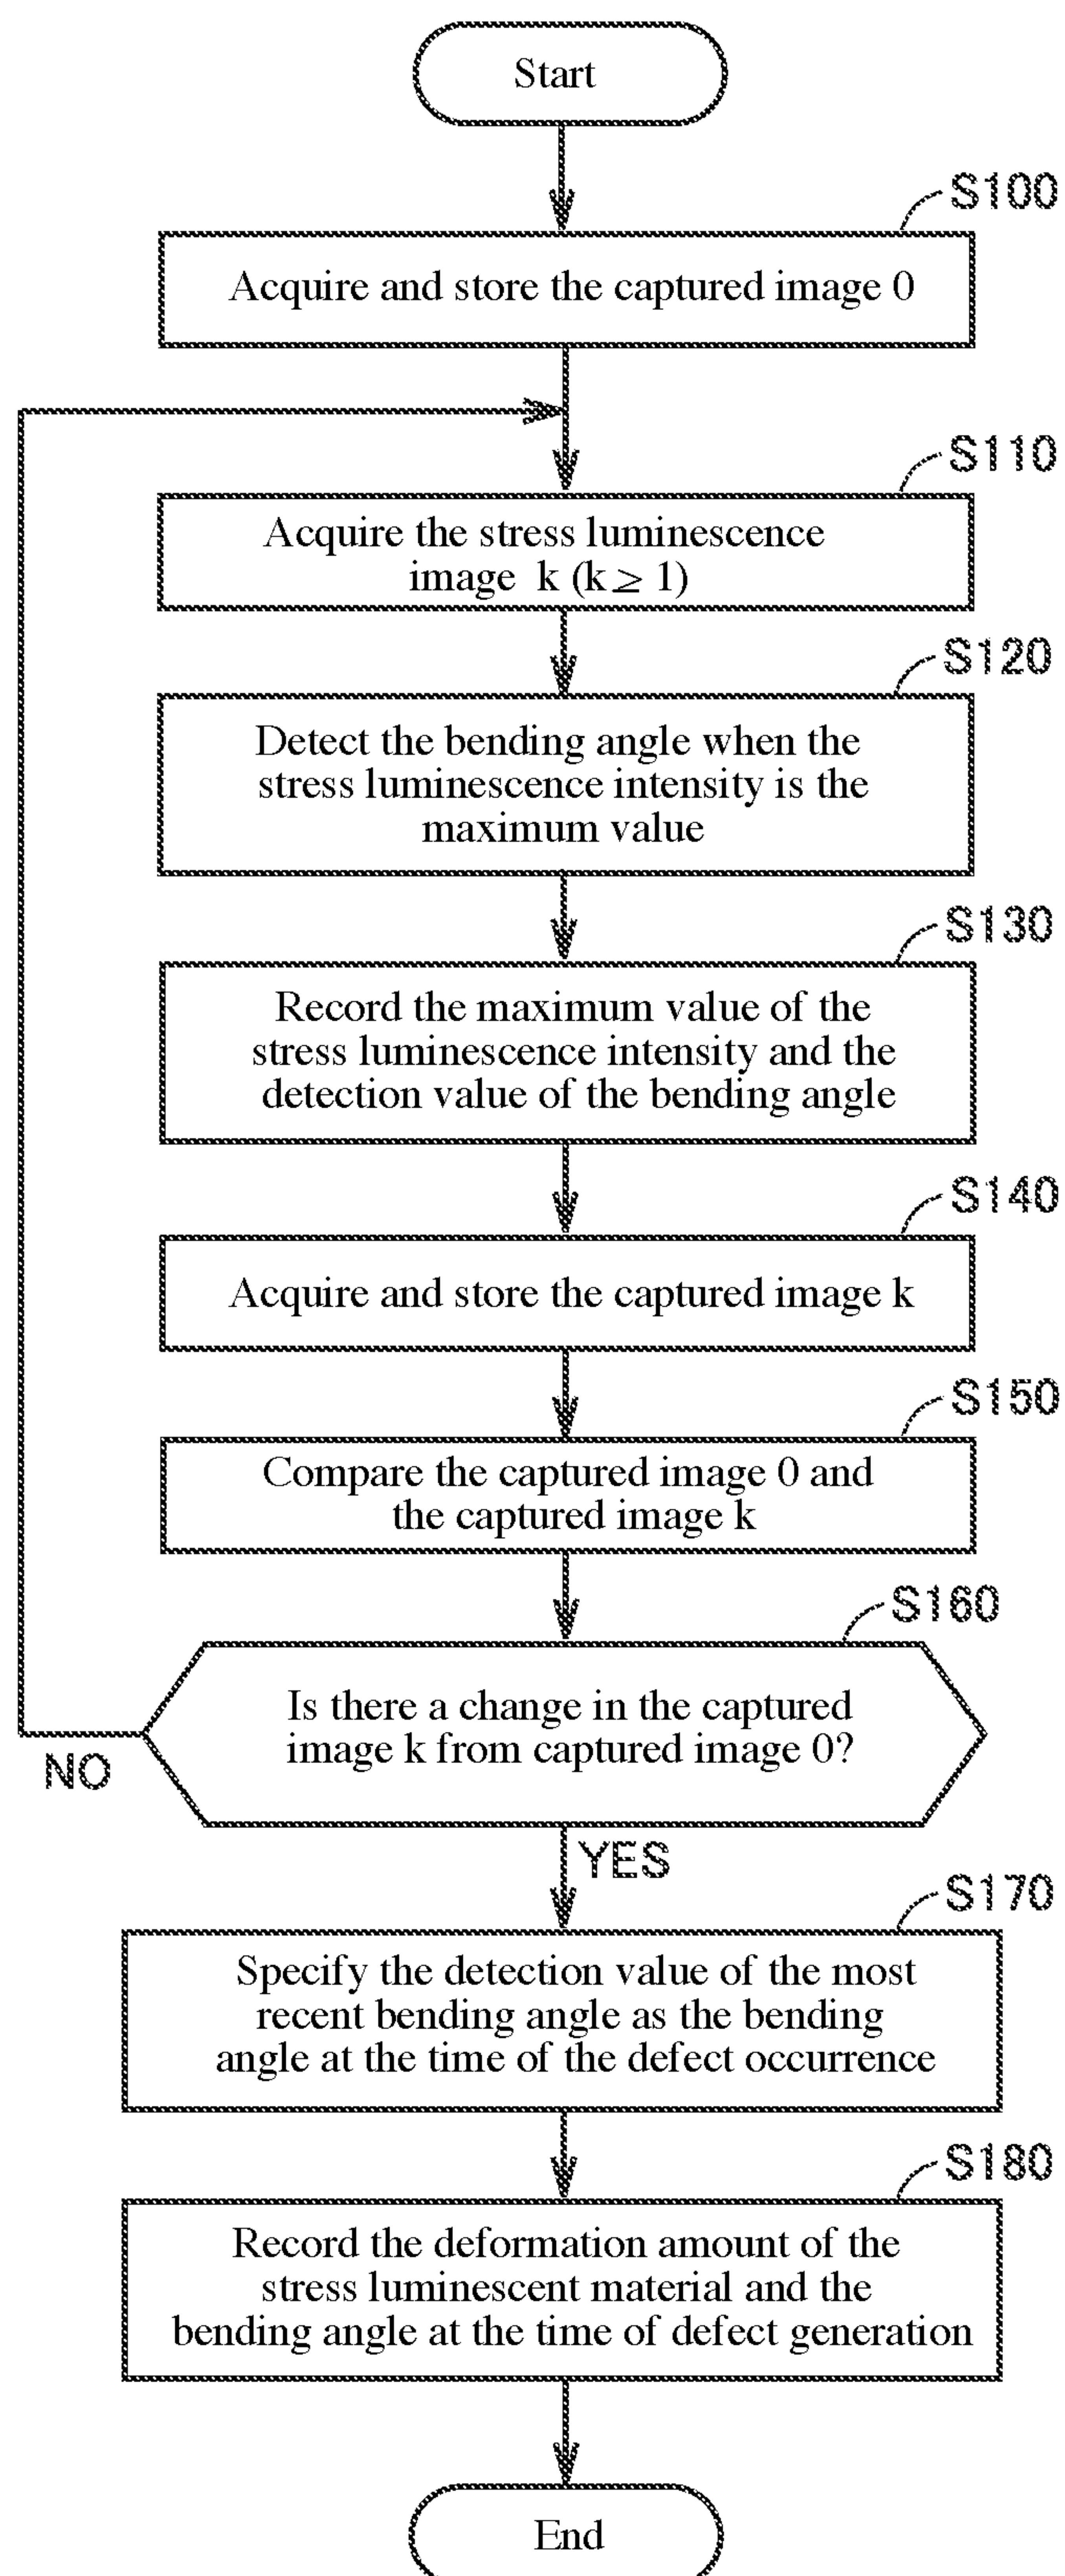 Start
S100
Acquire and store the captured image 0
S110
Acquire the stress luminescence
image k (k ≥ 1)
S120
Detect the bending angle when the
stress luminescence intensity is the
maximum value
S130
Record the maximum value of the
stress luminescence intensity and the
detection value of the bending angle
S140
Acquire and store the captured image k
S150
Compare the captured image 0 and
the captured image k
S160
Is there a change in the captured
image k from captured image 0?
NO
YES
S170
Specify the detection value of the most
recent bending angle as the bending
angle at the time of the defect occurrence
S180
Record the deformation amount of the
stress luminescent material and the
bending angle at the time of defect generation
End